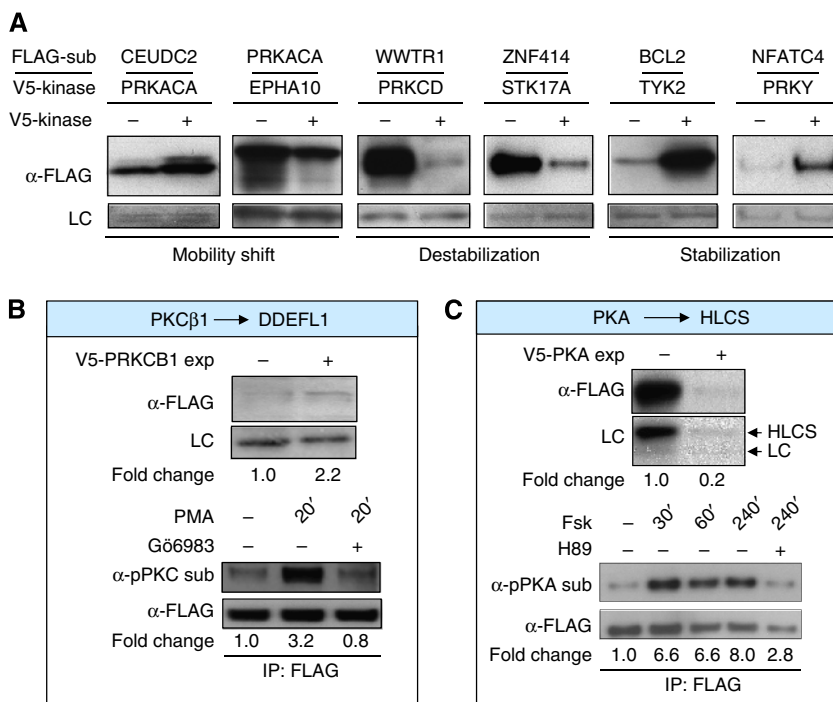 A
FLAG-sub CEUDC2 PRKACA WWTR1 ZNF414 BCL2 NFATC4
V5-kinase PRKACA EPHA10 PRKCD STK17A TYK2 PRKY
V5-kinase – + – + – + – + – + – +
α-FLAG
LC
Mobility shift Destabilization Stabilization
B
PKCβ1 → DDEFL1
V5-PRKCB1 exp – +
α-FLAG
LC
Fold change 1.0 2.2
PMA – 20′ 20′
Gö6983 – – +
α-pPKC sub
α-FLAG
Fold change 1.0 3.2 0.8
IP: FLAG
C
PKA → HLCS
V5-PKA exp – +
α-FLAG
LC ← HLCS
← LC
Fold change 1.0 0.2
Fsk – 30′ 60′ 240′ 240′
H89 – – – – +
α-pPKA sub
α-FLAG
Fold change 1.0 6.6 6.6 8.0 2.8
IP: FLAG